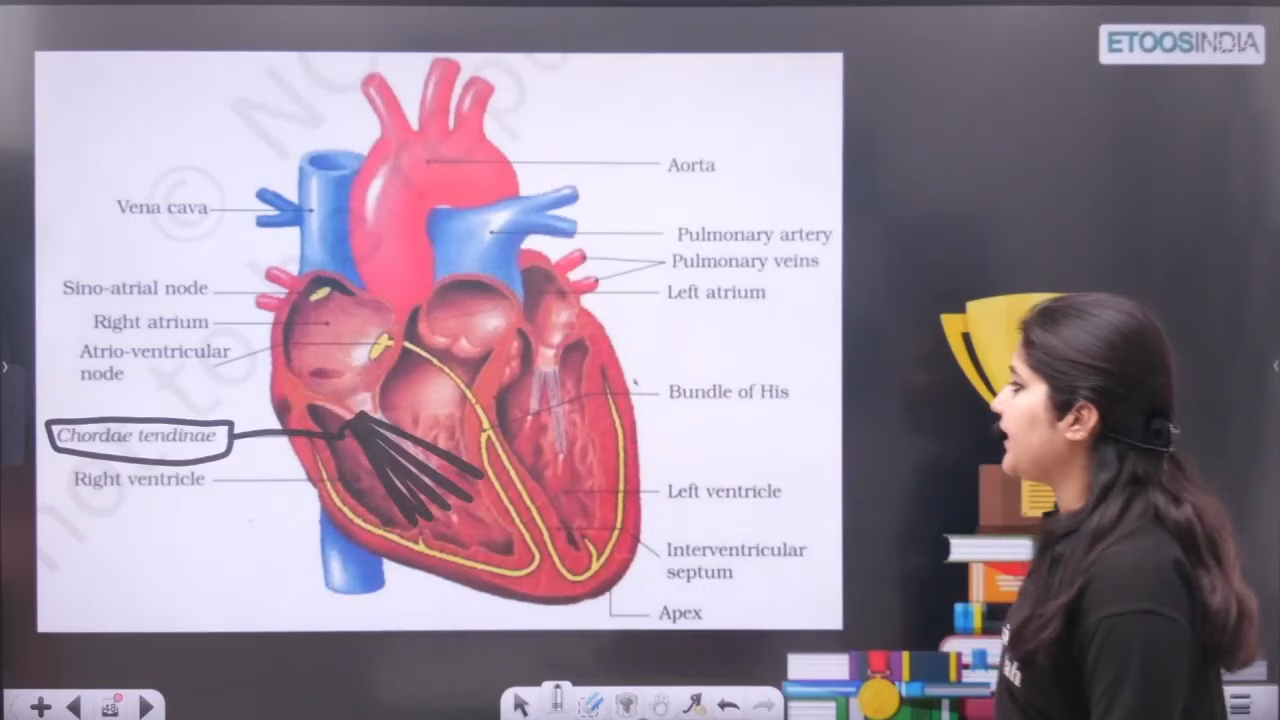 ETOOSINDIA
Aorta
Vena cava
Pulmonary artery
Pulmonary veins
Sino-atrial node
Left atrium
Right atrium
Atrio-ventricular
node
Bundle of His
Chordae tendinae
Right ventricle
Left ventricle
Interventricular
septum
Apex
48